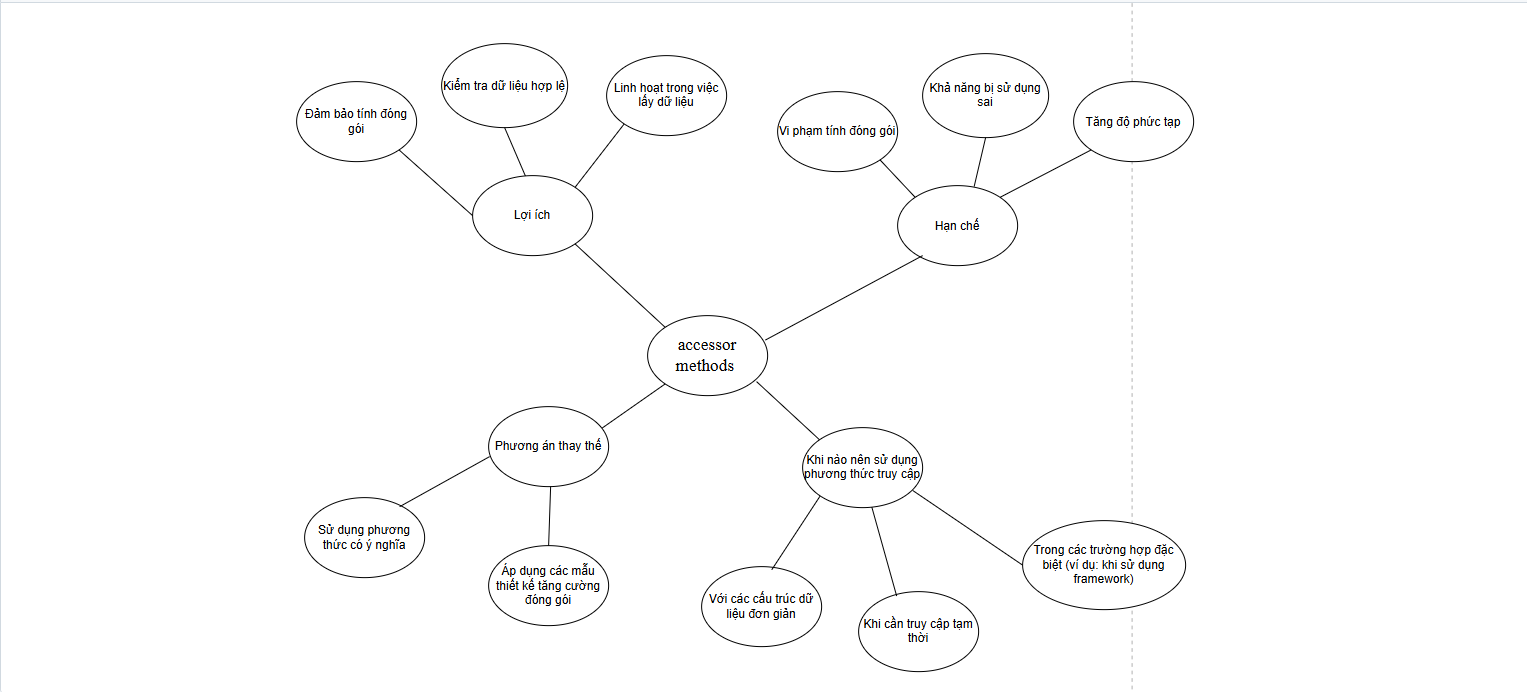 Kiểm tra dữ liệu hợp lệ
Linh hoạt trong việc
lấy dữ liệu
Đảm bảo tính đóng
gói
Khả năng bị sử dụng
sai
Vi phạm tính đóng gói
Tăng độ phức tạp
Lợi ích
Hạn chế
accessor
methods
Phương án thay thế
Khi nào nên sử dụng
phương thức truy cập
Sử dụng phương
thức có ý nghĩa
Áp dụng các mẫu
thiết kế tăng cường
đóng gói
Với các cấu trúc dữ
liệu đơn giản
Khi cần truy cập tạm
thời
Trong các trường hợp đặc
biệt (ví dụ: khi sử dụng
framework)